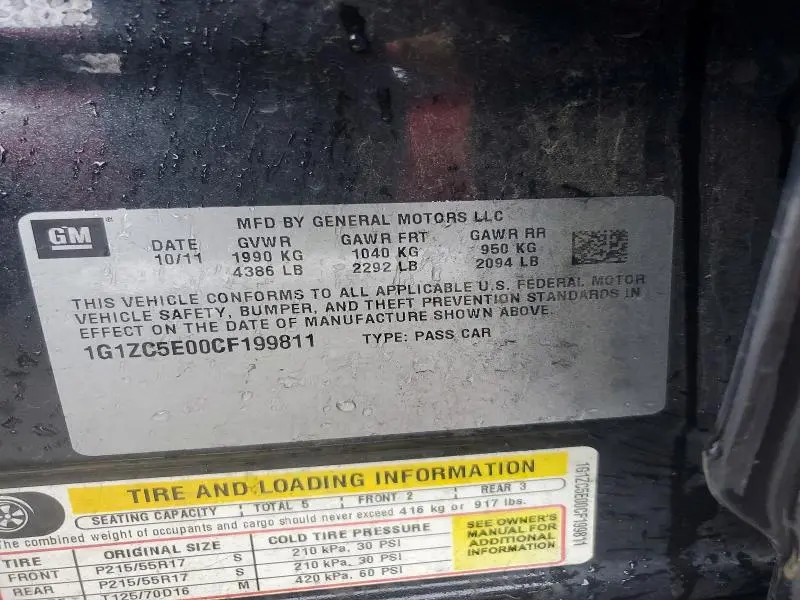 GM
MFD BY GENERAL MOTORS LLC
DATE GVWR GAWR FRT GAWR RR
10/11 1990 KG 1040 KG 950 KG
4386 LB 2292 LB 2094 LB
THIS VEHICLE CONFORMS TO ALL APPLICABLE U.S. FEDERAL MOTOR
VEHICLE SAFETY, BUMPER, AND THEFT PREVENTION STANDARDS IN
EFFECT ON THE DATE OF MANUFACTURE SHOWN ABOVE.
1G1ZC5E00CF199811 TYPE: PASS CAR
TIRE AND LOADING INFORMATION
SEATING CAPACITY TOTAL 5 FRONT 2 REAR 3
The combined weight of occupants and cargo should never exceed 416 kg or 917 lbs.
TIRE ORIGINAL SIZE COLD TIRE PRESSURE
FRONT P215/55R17 S 210 kPa, 30 PSI
REAR P215/55R17 S 210 kPa, 30 PSI
T125/70D16 M 420 kPa, 60 PSI
SEE OWNER'S
MANUAL FOR
ADDITIONAL
INFORMATION
1G1ZC5E00CF199811